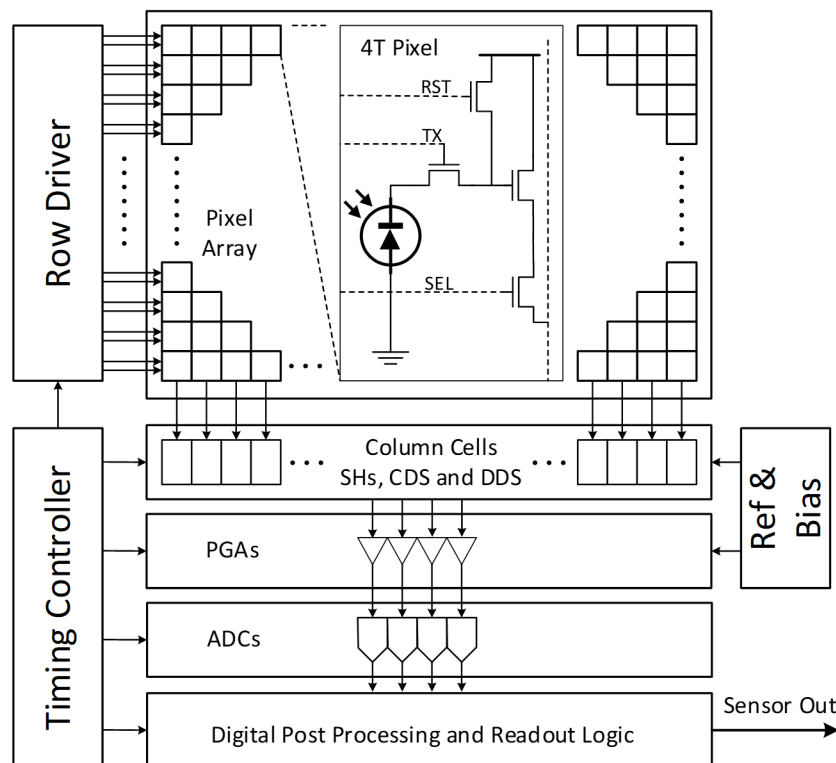 4T Pixel
RST
TX
Row Driver
Pixel
Array
SEL
Column Cells
SHs, CDS and DDS
Ref &
Bias
PGAs
Timing Controller
ADCs
Sensor Out
Digital Post Processing and Readout Logic